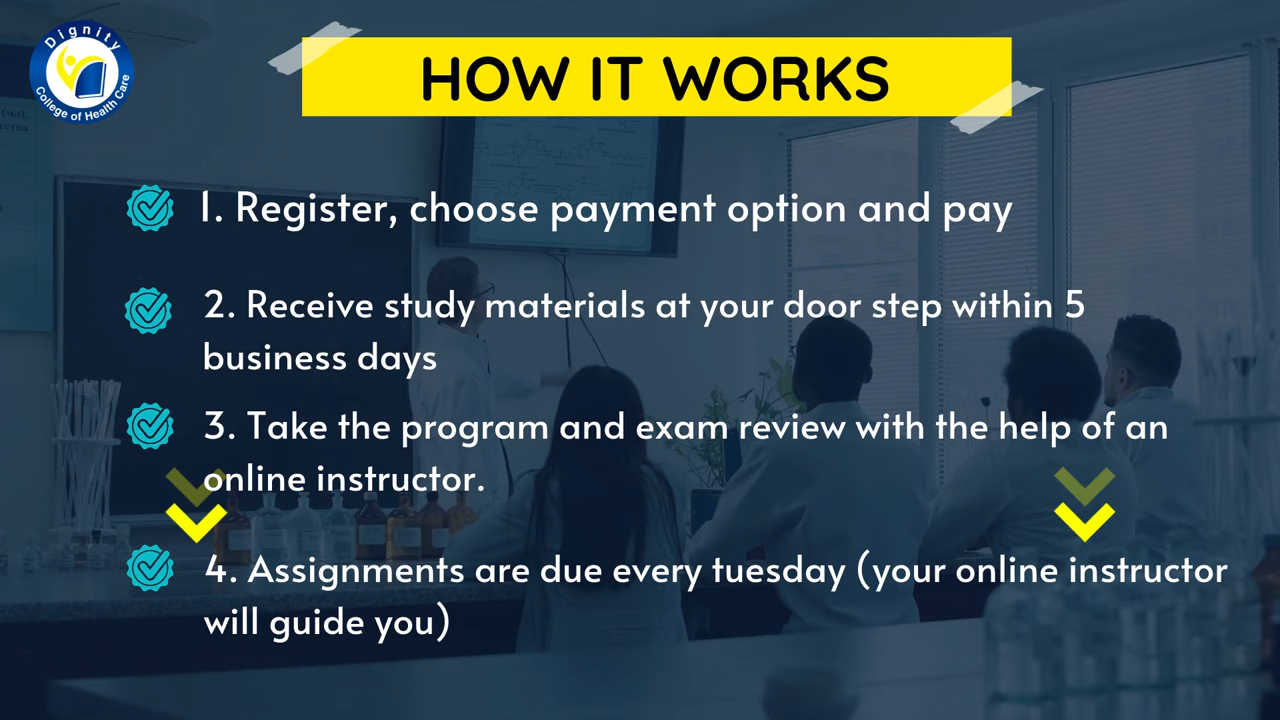 Dignity
College of Health Care
HOW IT WORKS
1. Register, choose payment option and pay
2. Receive study materials at your door step within 5
business days
3. Take the program and exam review with the help of an
online instructor.
4. Assignments are due every tuesday (your online instructor
will guide you)